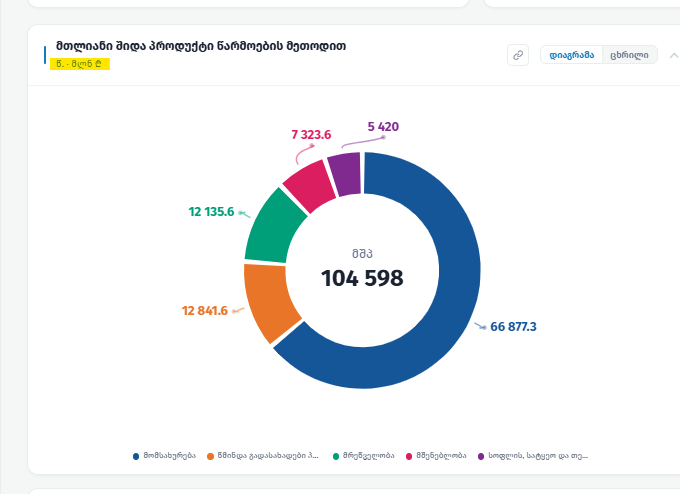 მთლიანი შიდა პროდუქტი წარმოების მეთოდით
წ. - მლნ ₾
დიაგრამა
ცხრილი
5 420
7 323.6
12 135.6
მშპ
104 598
12 841.6
66 877.3
მომსახურება
წმინდა გადასახადები პ...
მრეწველობა
მშენებლობა
სოფლის, სატყეო და თე...